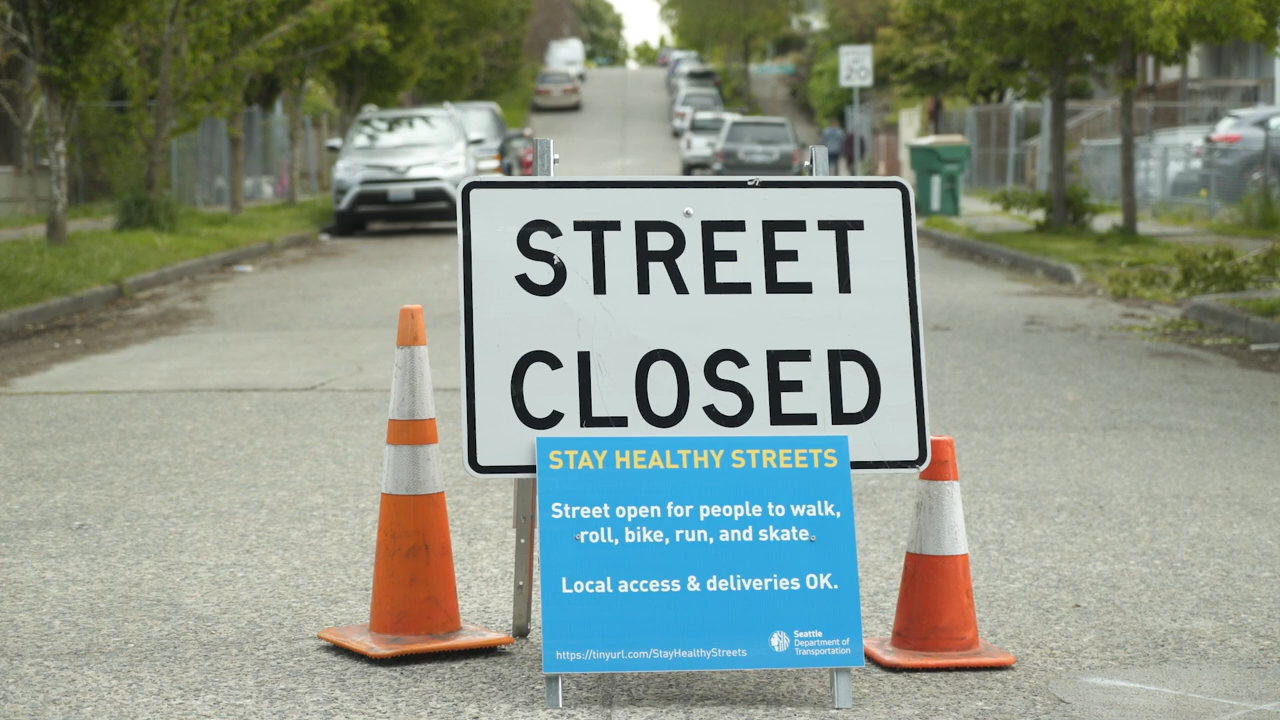 20
STREET
CLOSED
STAY HEALTHY STREETS
Street open for people to walk,
roll, bike, run, and skate.
Local access & deliveries OK.
https://tinyurl.com/StayHealthyStreets
Seattle
Department of
Transportation